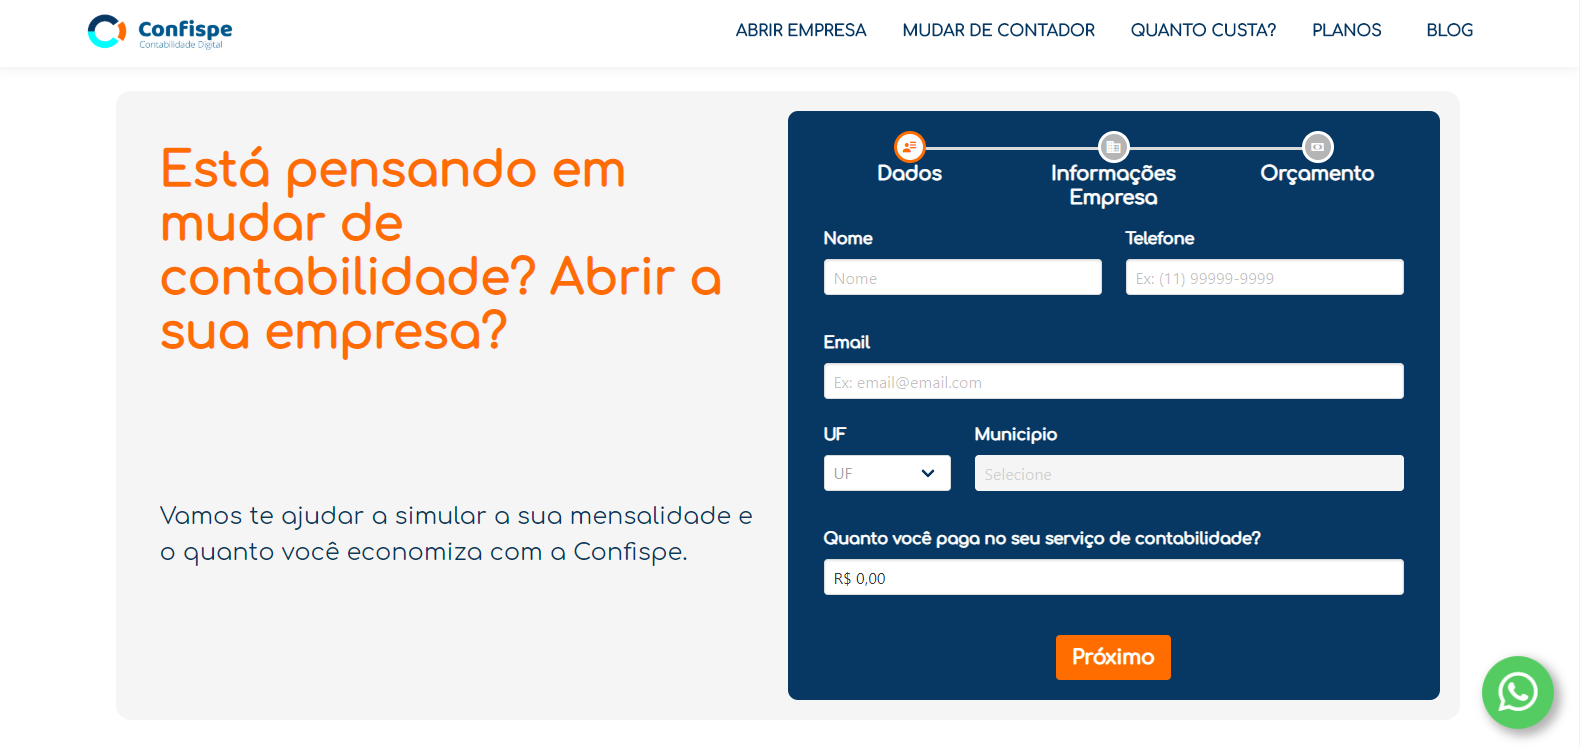 Confispe
Contabilidade Digital
ABRIR EMPRESA
MUDAR DE CONTADOR
QUANTO CUSTA?
PLANOS
BLOG
Está pensando em
mudar de
contabilidade? Abrir a
sua empresa?
Vamos te ajudar a simular a sua mensalidade e
o quanto você economiza com a Confispe.
Dados
Informações
Empresa
Orçamento
Nome
Telefone
Nome
Ex: (11) 99999-9999
Email
Ex: email@email.com
UF
Municipio
UF
Selecione
Quanto você paga no seu serviço de contabilidade?
R$ 0,00
Próximo